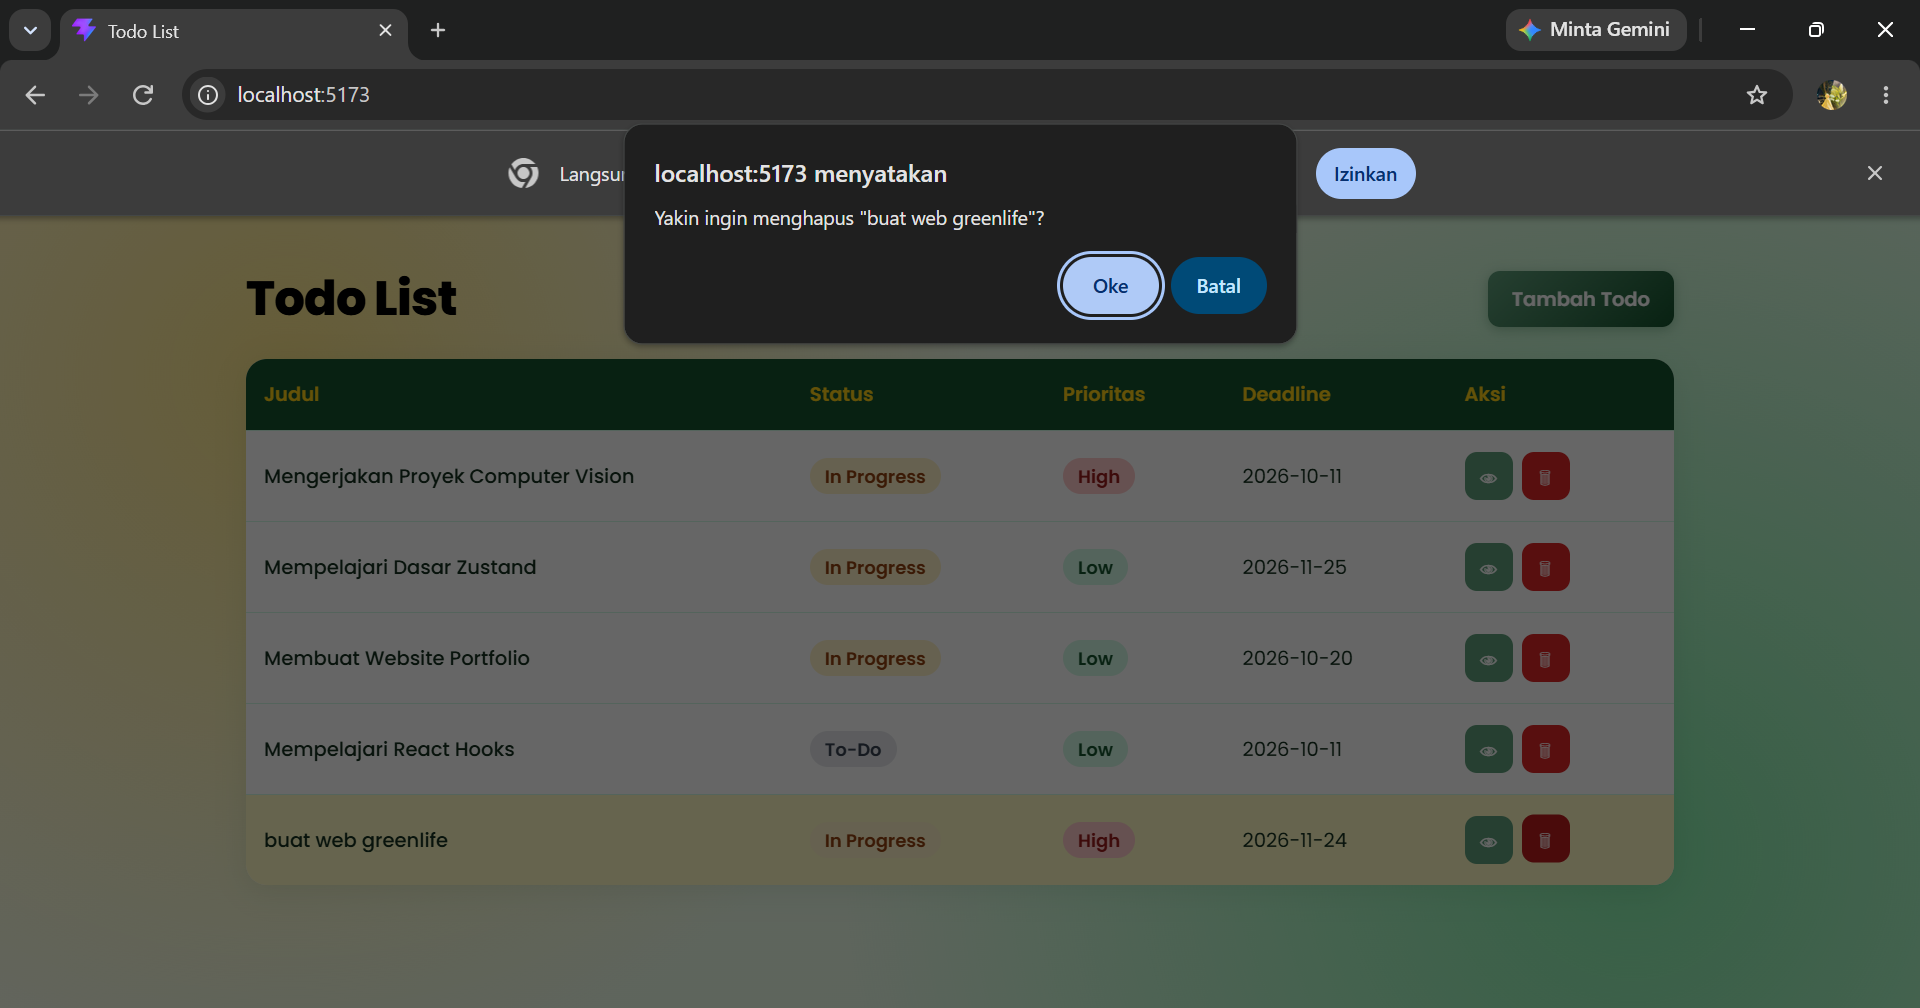 Todo List
Minta Gemini
localhost:5173
Langsu
Izinkan
localhost:5173 menyatakan
Yakin ingin menghapus "buat web greenlife"?
Oke
Batal
Todo List
Tambah Todo
Judul Status Prioritas Deadline Aksi
Mengerjakan Proyek Computer Vision In Progress High 2026-10-11
Mempelajari Dasar Zustand In Progress Low 2026-11-25
Membuat Website Portfolio In Progress Low 2026-10-20
Mempelajari React Hooks To-Do Low 2026-10-11
buat web greenlife In Progress High 2026-11-24